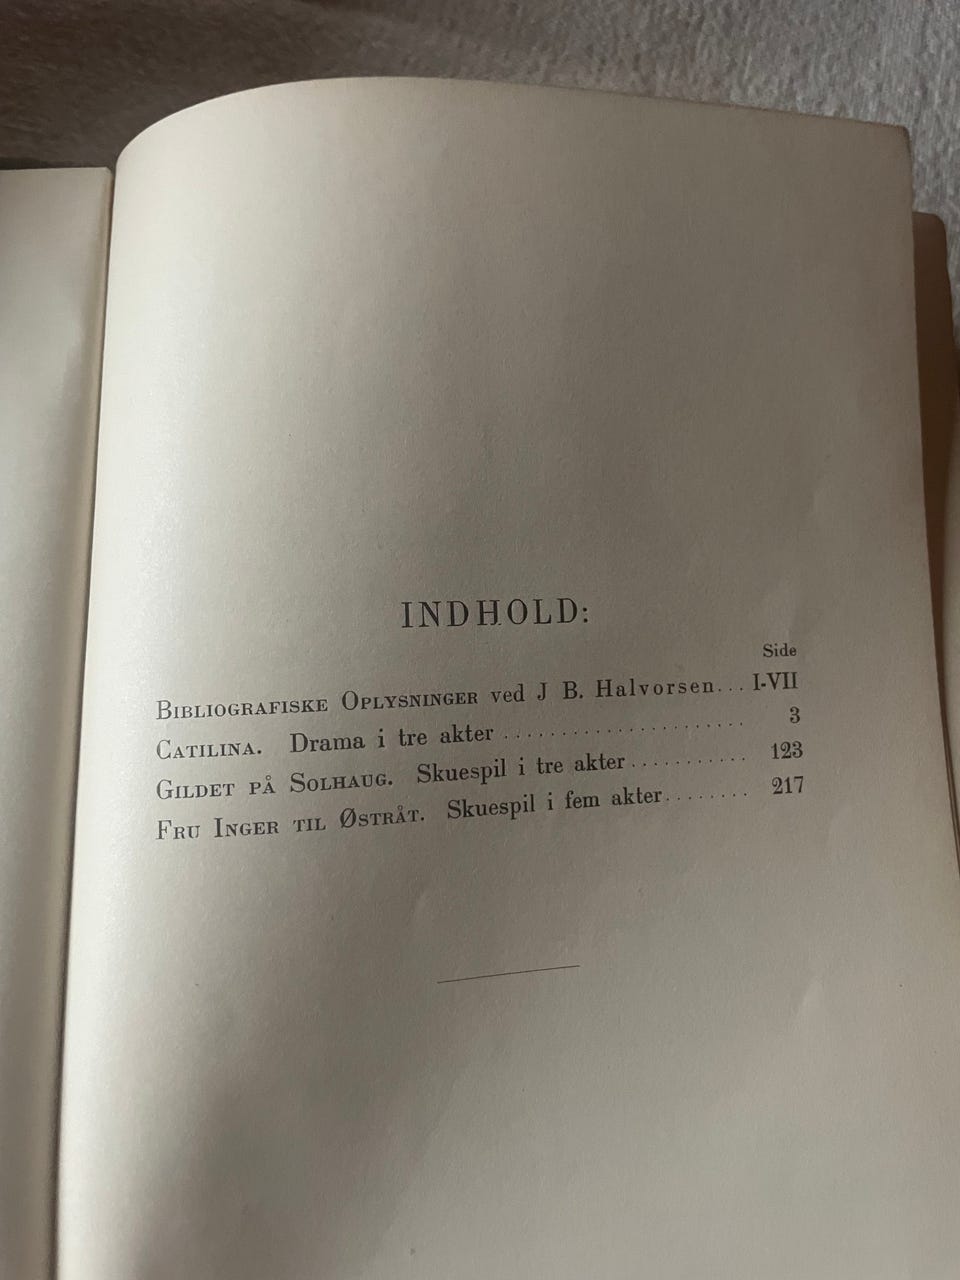 INDHOLD:
Side
BIBLIOGRAFISKE OPLYSNINGER ved J B. Halvorsen... I-VII
CATILINA. Drama i tre akter ..................... 3
GILDET PÅ SOLHAUG. Skuespil i tre akter........... 123
FRU INGER TIL ØSTRÅT. Skuespil i fem akter........ 217